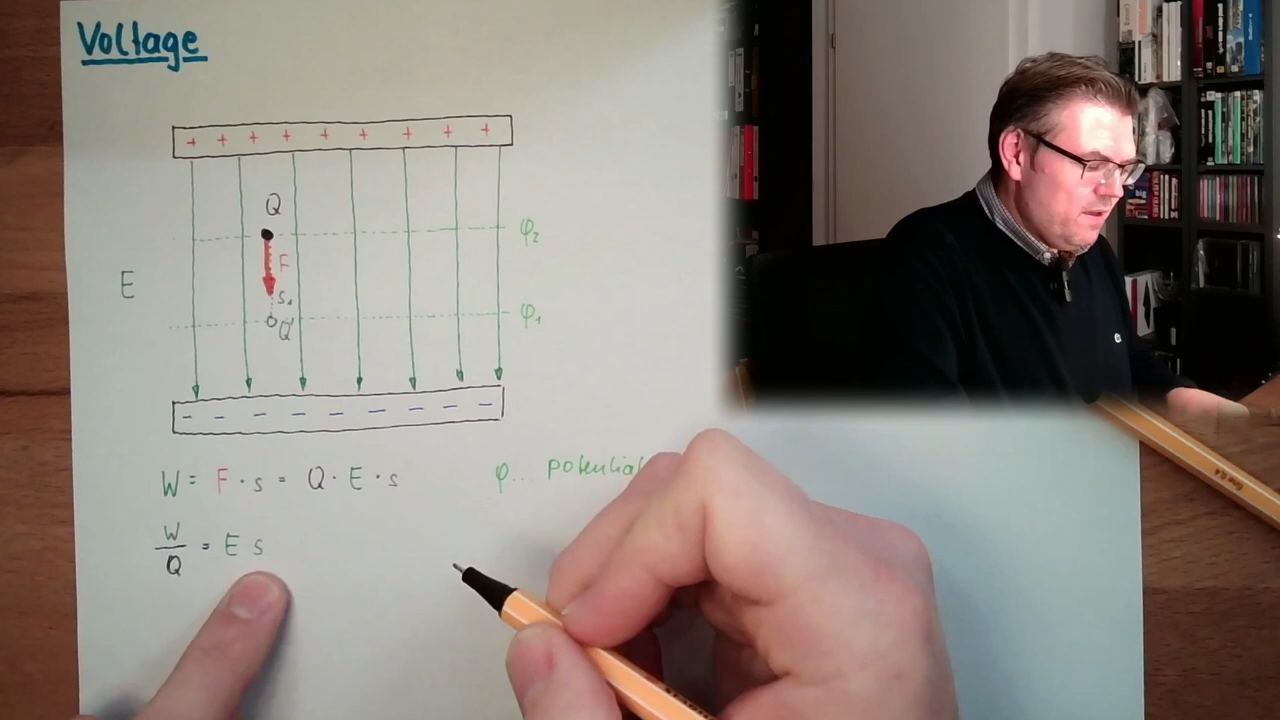 Voltage
+ + + + + + + + +
Q
φ2
F
E
s1
φ1
Q'
- - - - - - - - -
W = F · s = Q · E · s
φ... potential
W/Q = E s